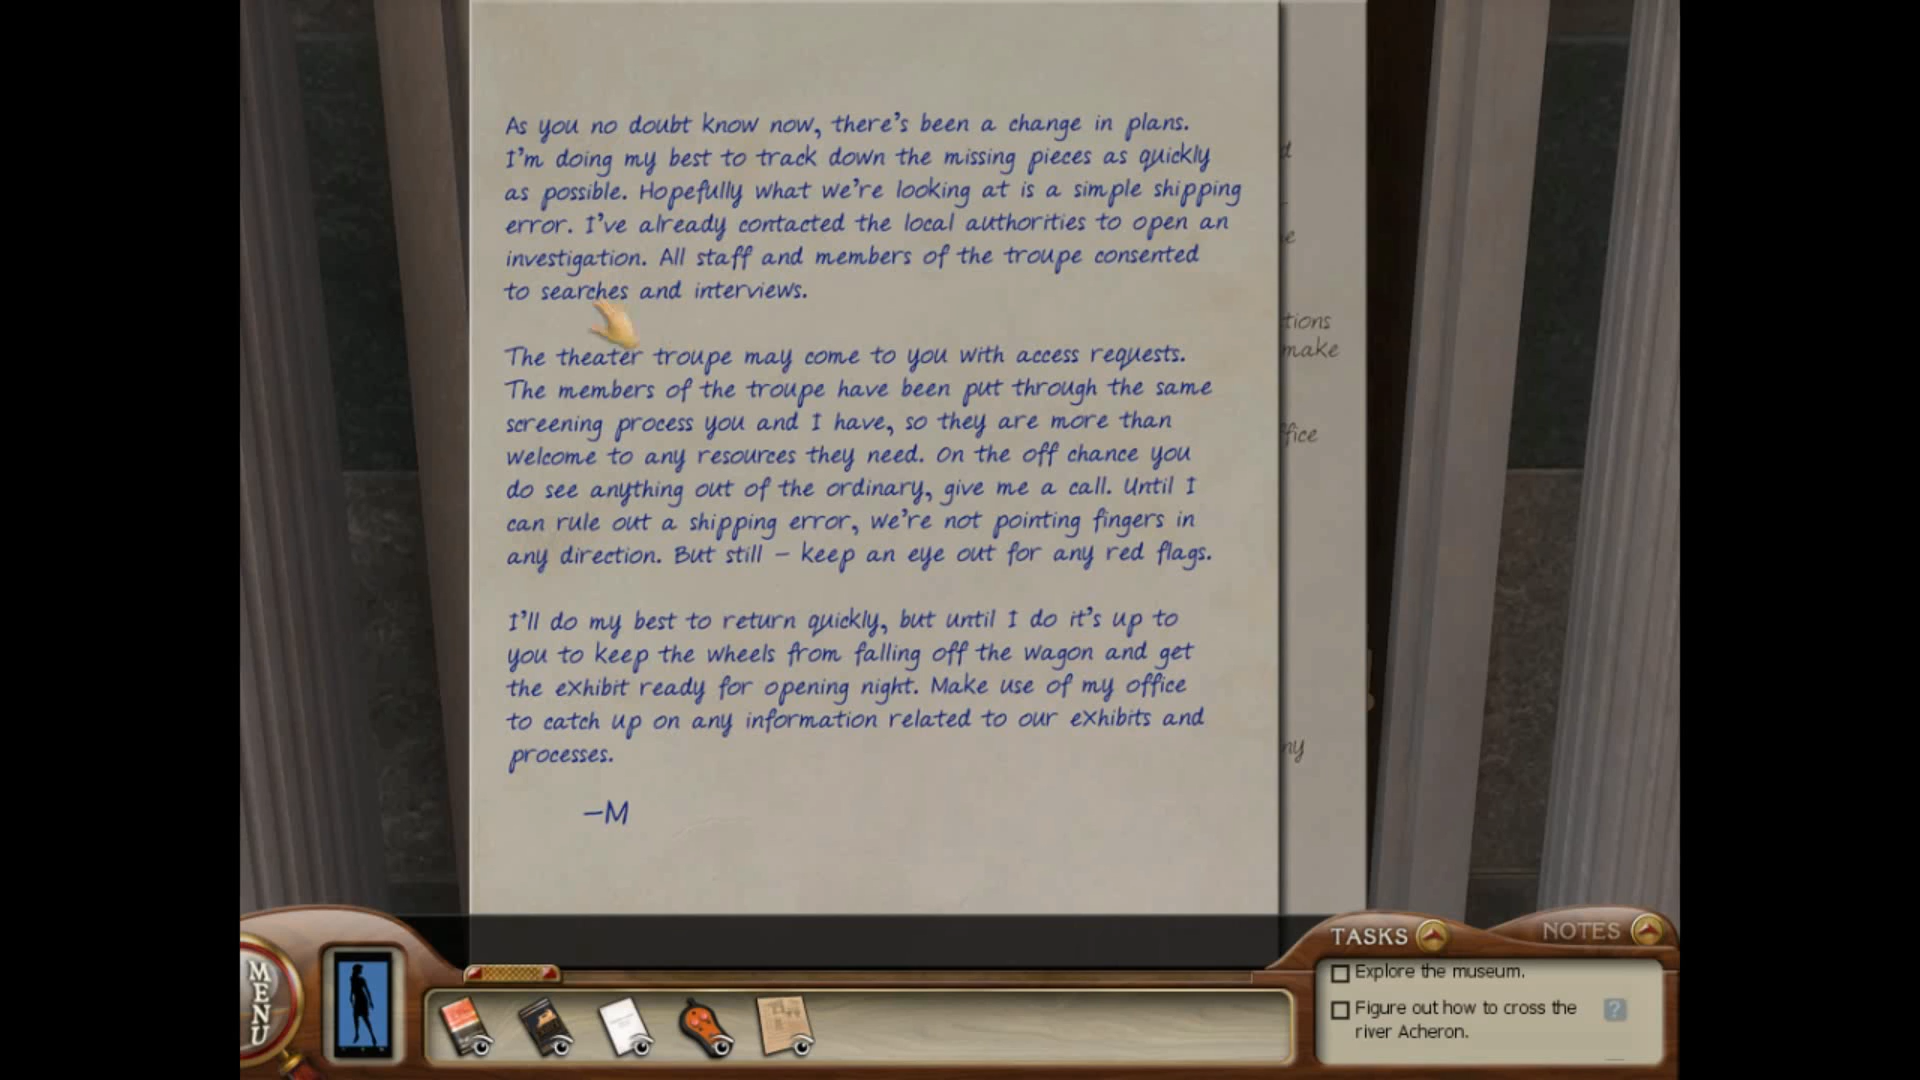 As you no doubt know now, there's been a change in plans.
I'm doing my best to track down the missing pieces as quickly
as possible. Hopefully what we're looking at is a simple shipping
error. I've already contacted the local authorities to open an
investigation. All staff and members of the troupe consented
to searches and interviews.
The theater troupe may come to you with access requests.
The members of the troupe have been put through the same
screening process you and I have, so they are more than
welcome to any resources they need. On the off chance you
do see anything out of the ordinary, give me a call. Until I
can rule out a shipping error, we're not pointing fingers in
any direction. But still – keep an eye out for any red flags.
I'll do my best to return quickly, but until I do it's up to
you to keep the wheels from falling off the wagon and get
the exhibit ready for opening night. Make use of my office
to catch up on any information related to our exhibits and
processes.
–M
tions
make
fice
ny
MENU
TASKS
NOTES
Explore the museum.
Figure out how to cross the
river Acheron.
?